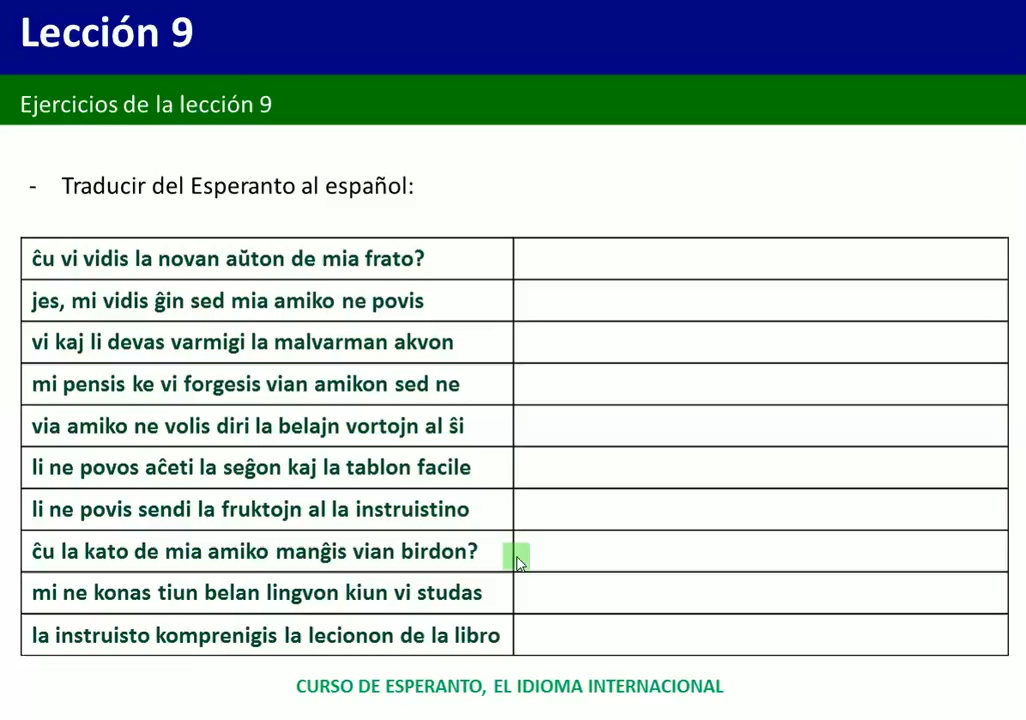 Lección 9
Ejercicios de la lección 9
- Traducir del Esperanto al español:
ĉu vi vidis la novan aŭton de mia frato?
jes, mi vidis ĝin sed mia amiko ne povis
vi kaj li devas varmigi la malvarman akvon
mi pensis ke vi forgesis vian amikon sed ne
via amiko ne volis diri la belajn vortojn al ŝi
li ne povos aĉeti la seĝon kaj la tablon facile
li ne povis sendi la fruktojn al la instruistino
ĉu la kato de mia amiko manĝis vian birdon?
mi ne konas tiun belan lingvon kiun vi studas
la instruisto komprenigis la lecionon de la libro
CURSO DE ESPERANTO, EL IDIOMA INTERNACIONAL